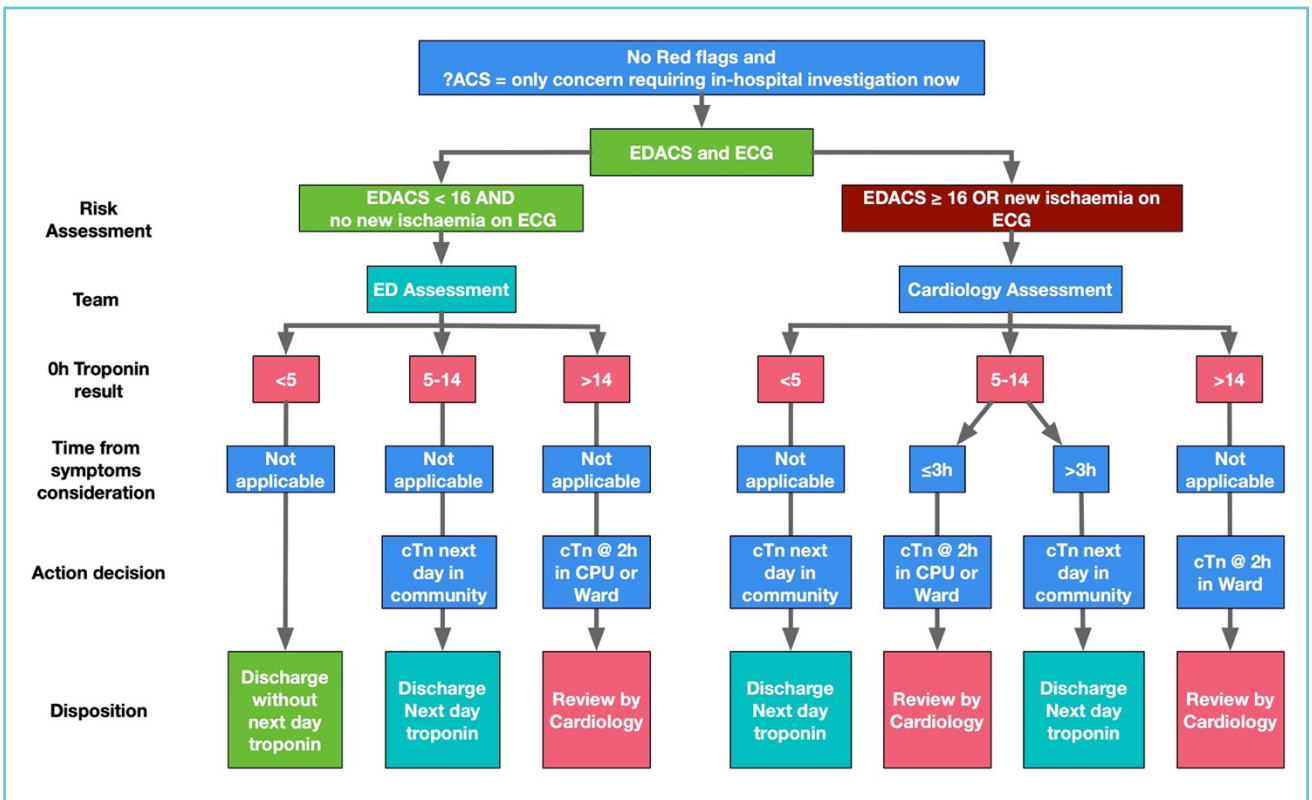 No Red flags and
?ACS = only concern requiring in-hospital investigation now
EDACS and ECG
Risk
Assessment
EDACS < 16 AND
no new ischaemia on ECG
EDACS ≥ 16 OR new ischaemia on
ECG
Team
ED Assessment
Cardiology Assessment
0h Troponin
result
<5
5-14
>14
<5
5-14
>14
Time from
symptoms
consideration
Not
applicable
Not
applicable
Not
applicable
Not
applicable
≤3h
>3h
Not
applicable
Action decision
cTn next
day in
community
cTn @ 2h
in CPU or
Ward
cTn next
day in
community
cTn @ 2h
in CPU or
Ward
cTn next
day in
community
cTn @ 2h
in Ward
Disposition
Discharge
without
next day
troponin
Discharge
Next day
troponin
Review by
Cardiology
Discharge
Next day
troponin
Review by
Cardiology
Discharge
Next day
troponin
Review by
Cardiology